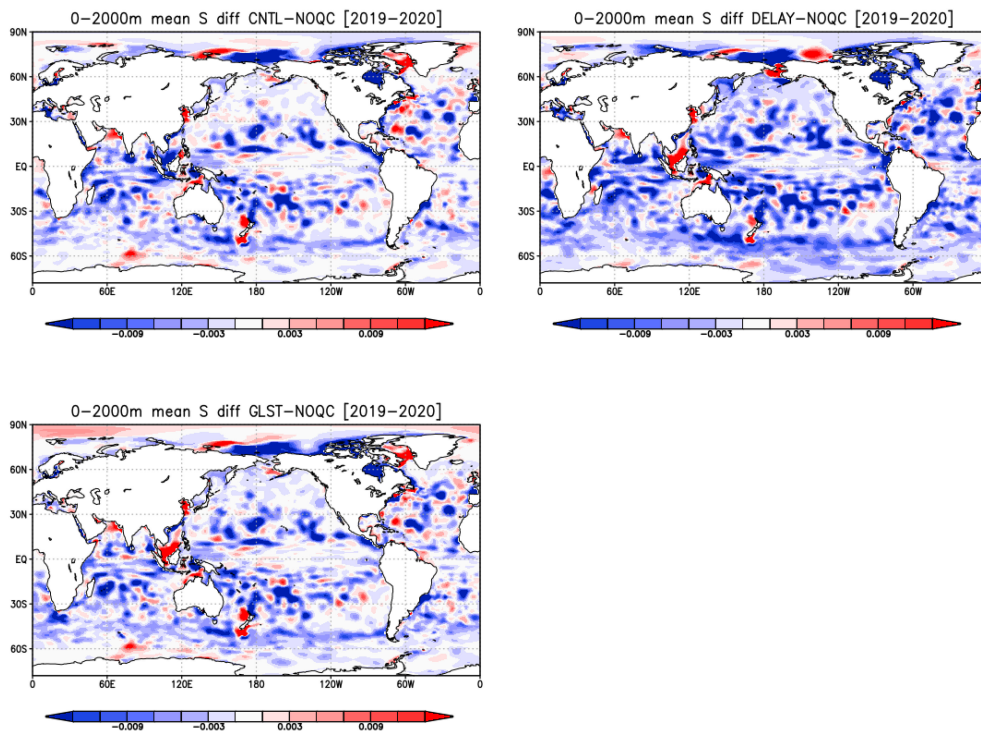 0-2000m mean S diff CNTL-NOQC [2019-2020]
90N
60N
30N
EQ
30S
60S
0 60E 120E 180 120W 60W 0
-0.009 -0.003 0.003 0.009
0-2000m mean S diff DELAY-NOQC [2019-2020]
90N
60N
30N
EQ
30S
60S
0 60E 120E 180 120W 60W
-0.009 -0.003 0.003 0.009
0-2000m mean S diff GLST-NOQC [2019-2020]
90N
60N
30N
EQ
30S
60S
0 60E 120E 180 120W 60W 0
-0.009 -0.003 0.003 0.009